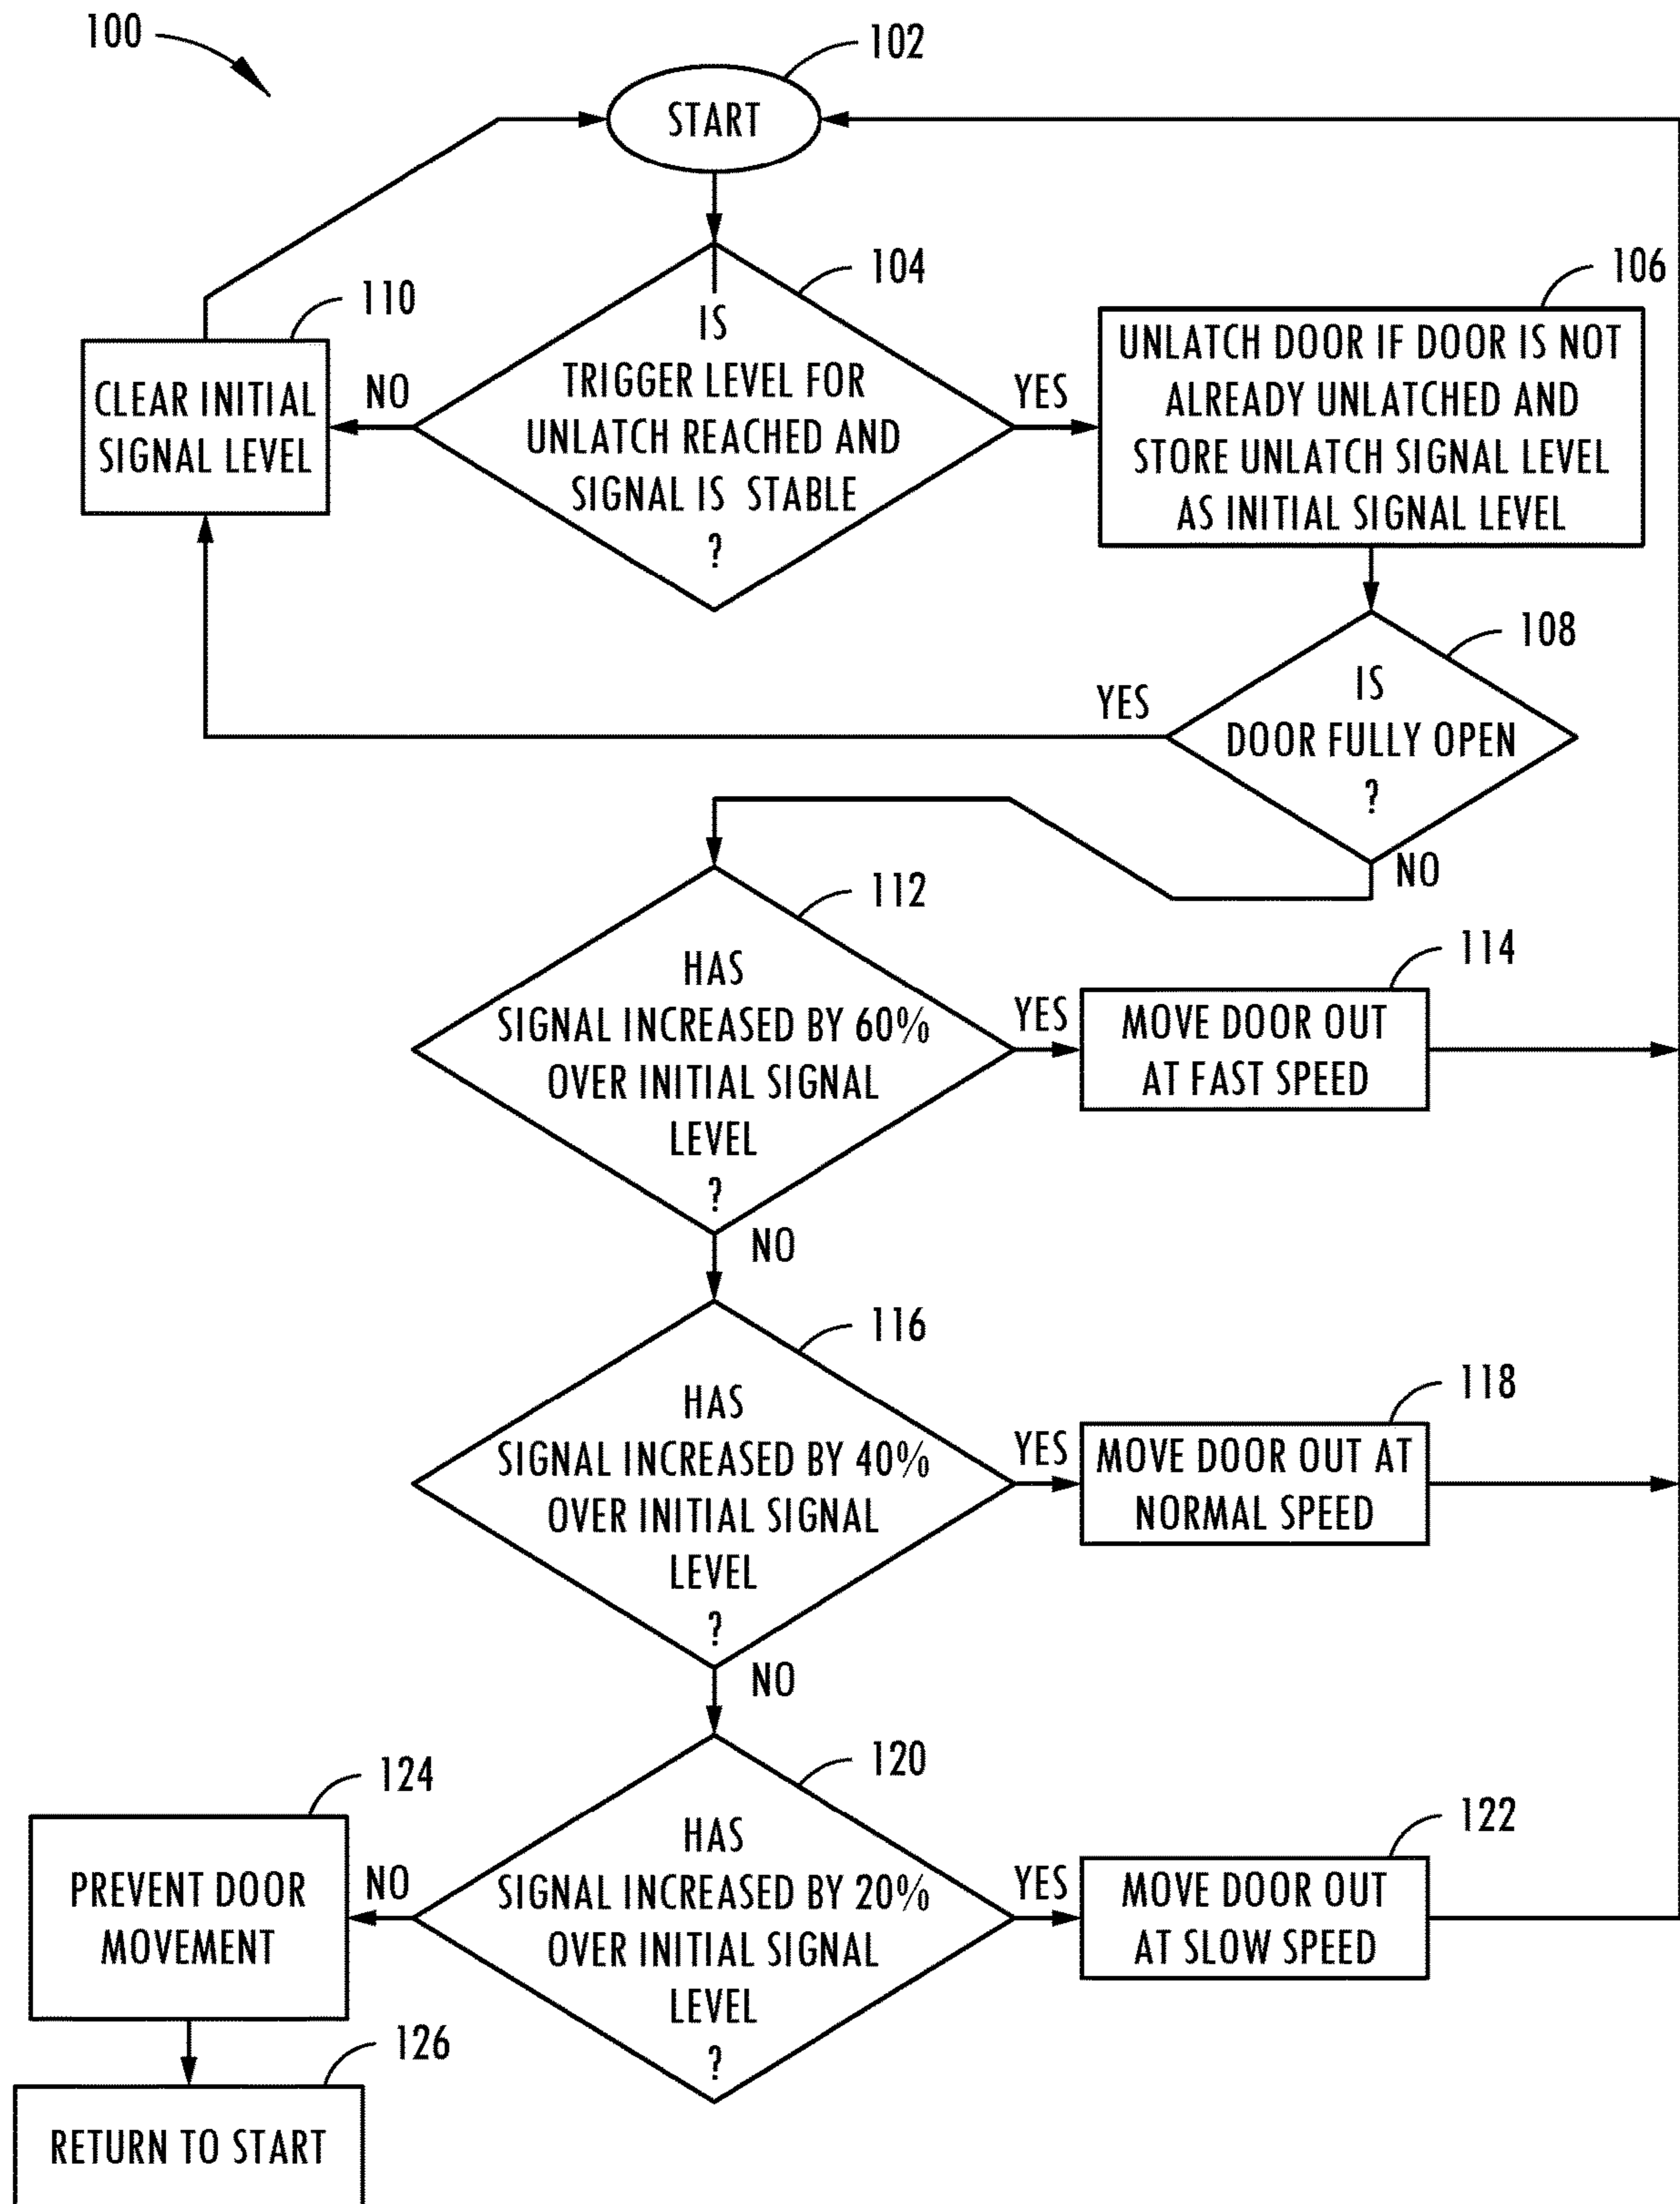 100
102
START
104
IS
TRIGGER LEVEL FOR
UNLATCH REACHED AND
SIGNAL IS STABLE
?
NO
YES
110
CLEAR INITIAL
SIGNAL LEVEL
106
UNLATCH DOOR IF DOOR IS NOT
ALREADY UNLATCHED AND
STORE UNLATCH SIGNAL LEVEL
AS INITIAL SIGNAL LEVEL
108
IS
DOOR FULLY OPEN
?
YES
NO
112
HAS
SIGNAL INCREASED BY 60%
OVER INITIAL SIGNAL
LEVEL
?
YES
114
MOVE DOOR OUT
AT FAST SPEED
NO
116
HAS
SIGNAL INCREASED BY 40%
OVER INITIAL SIGNAL
LEVEL
?
YES
118
MOVE DOOR OUT AT
NORMAL SPEED
NO
120
HAS
SIGNAL INCREASED BY 20%
OVER INITIAL SIGNAL
LEVEL
?
YES
122
MOVE DOOR OUT
AT SLOW SPEED
NO
124
PREVENT DOOR
MOVEMENT
126
RETURN TO START